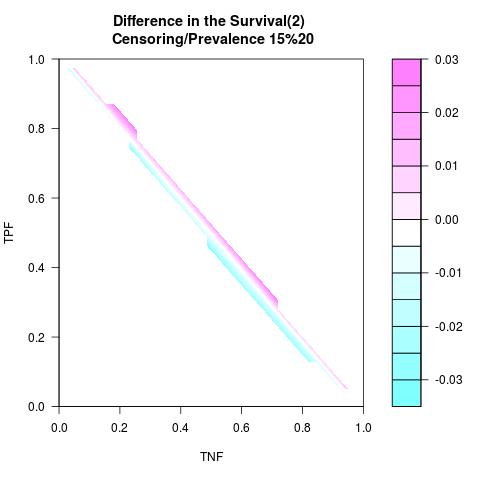 Difference in the Survival(2)
Censoring/Prevalence 15%20
1.0
0.8
0.6
0.4
0.2
0.0
TPF
0.0 0.2 0.4 0.6 0.8 1.0
TNF
0.03
0.02
0.01
0.00
-0.01
-0.02
-0.03